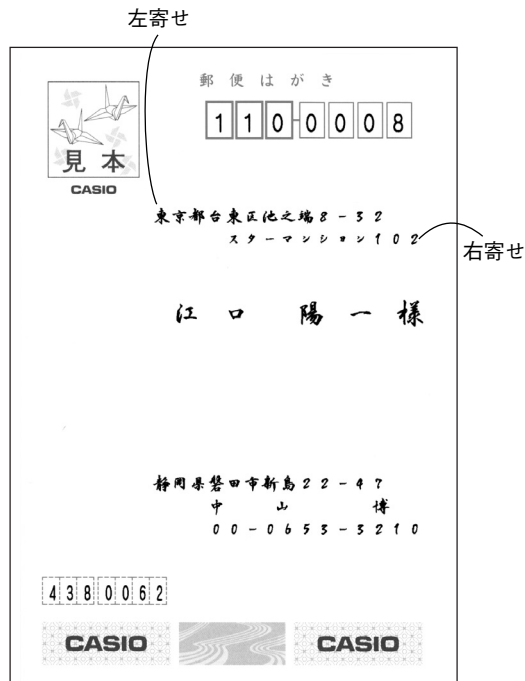 左寄せ
郵便はがき
110-0008
見本
CASIO
東京都台東区池之端8-32
スターマンション102
右寄せ
江口 陽一様
静岡県磐田市新島22-47
中山 博
00-0653-3210
4380062
CASIO CASIO